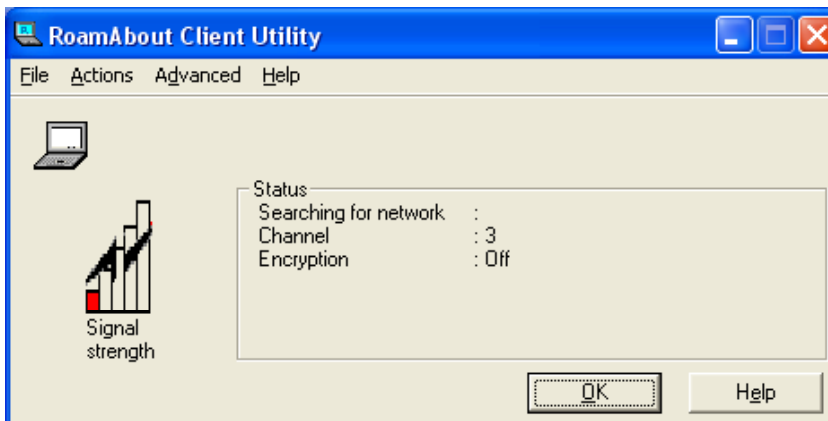 RoamAbout Client Utility
File Actions Advanced Help
Status
Searching for network :
Channel : 3
Encryption : Off
Signal
strength
OK Help